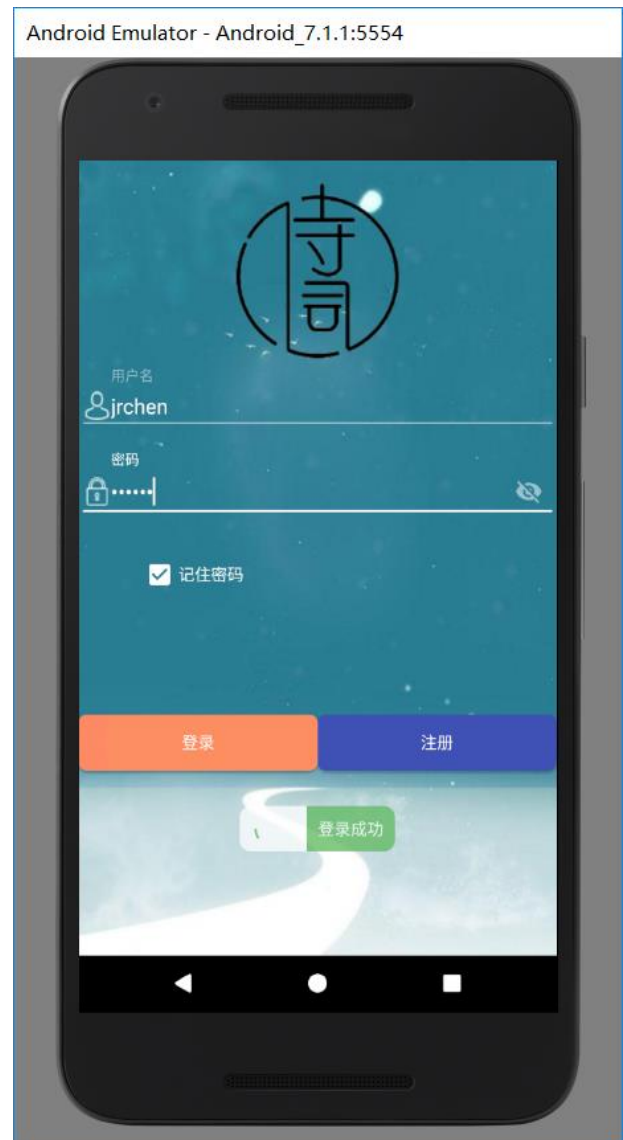 Android Emulator - Android_7.1.1:5554
诗词
用户名
jrchen
密码
••••••
记住密码
登录 注册
登录成功